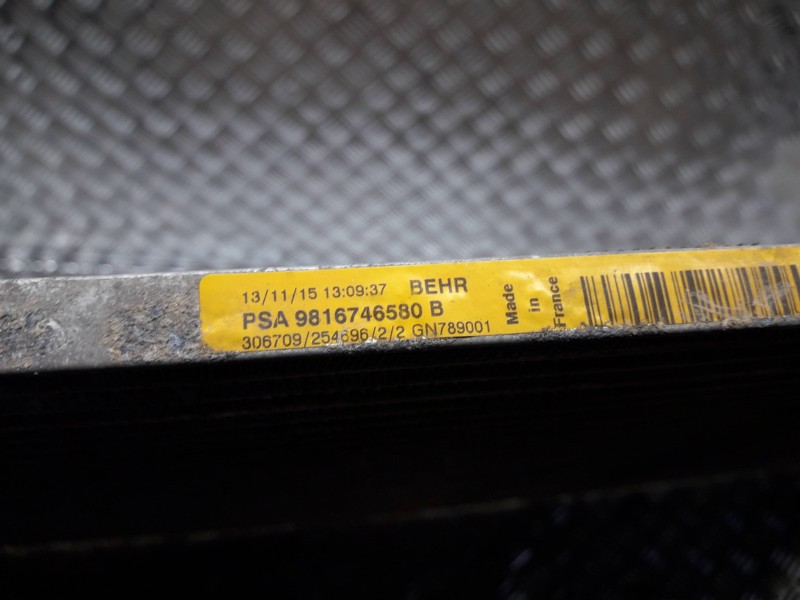 13/11/15 13:09:37 BEHR
PSA 9816746580 B
306709/254696/2/2 GN789001
Made
in
France